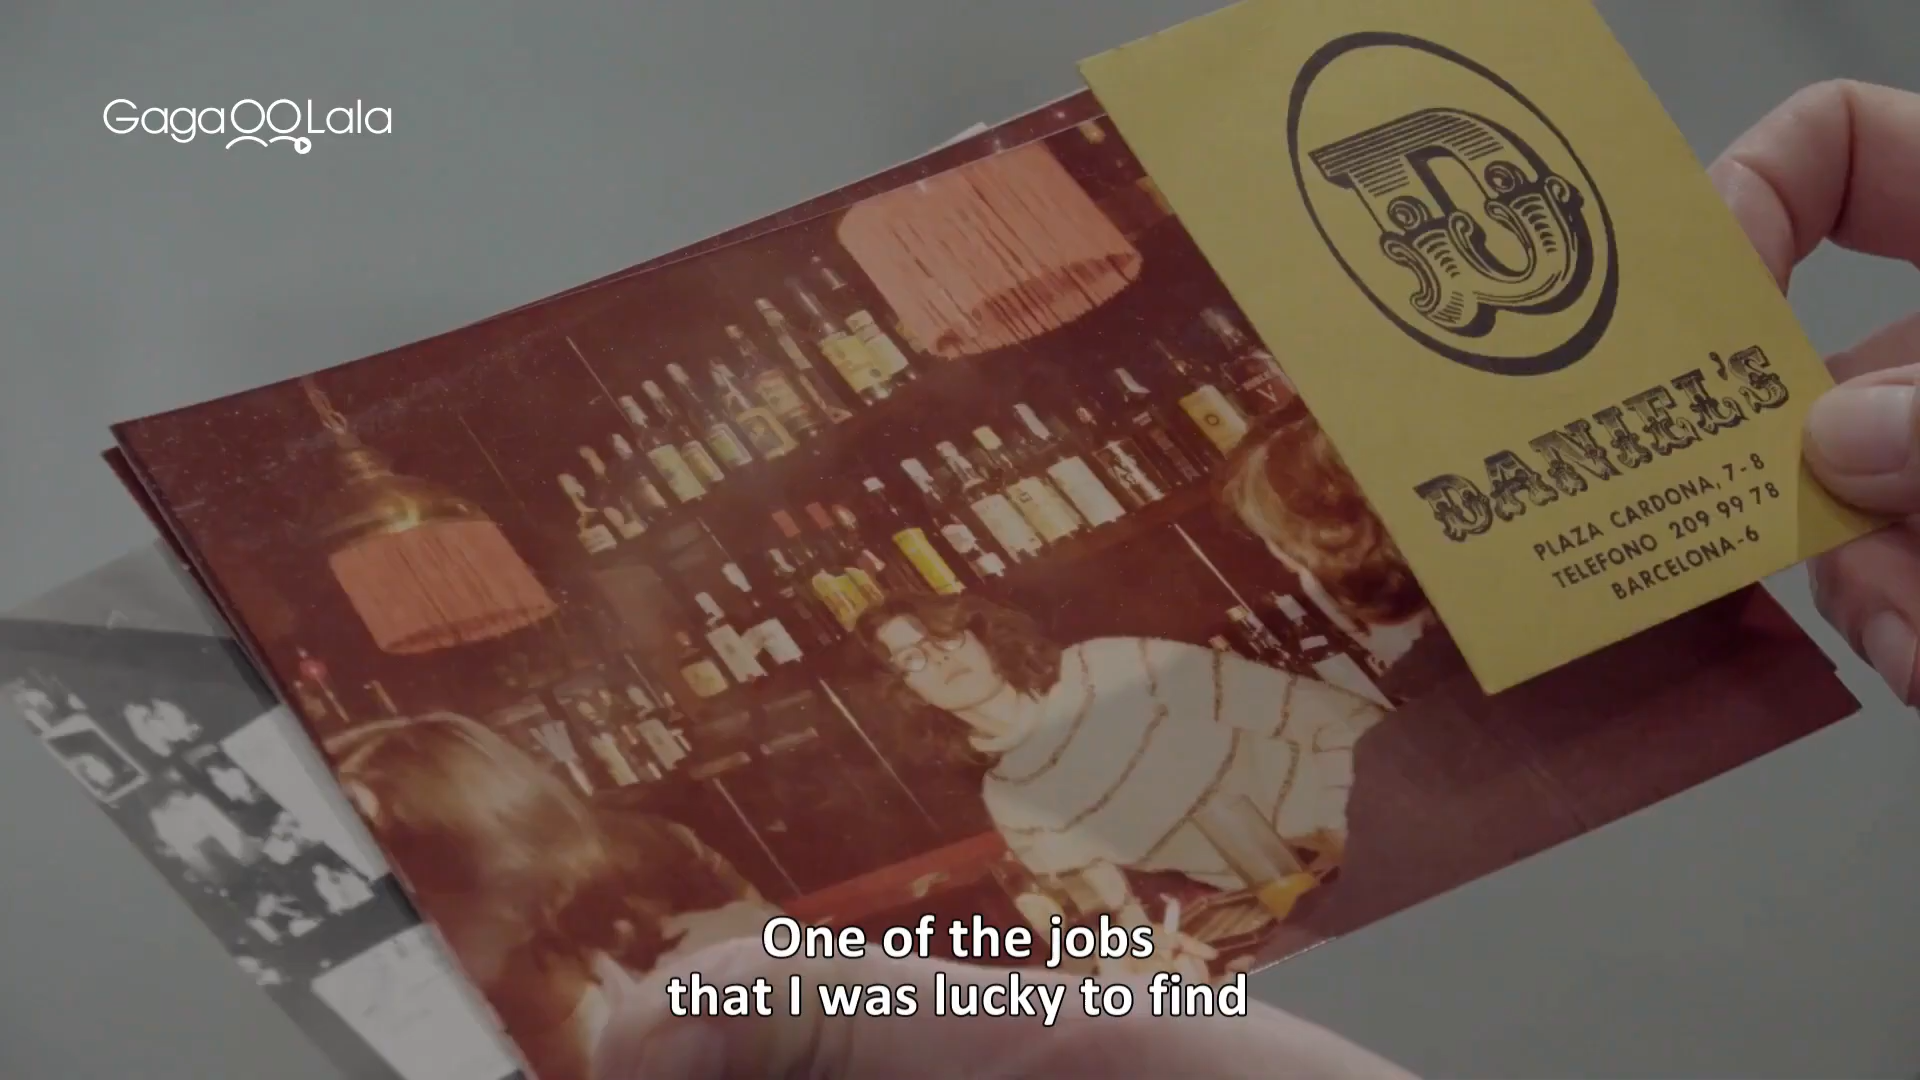 GagaOOLala
D
DANIEL'S
PLAZA CARDONA, 7-8
TELEFONO 209 99 78
BARCELONA-6
One of the jobs
that I was lucky to find